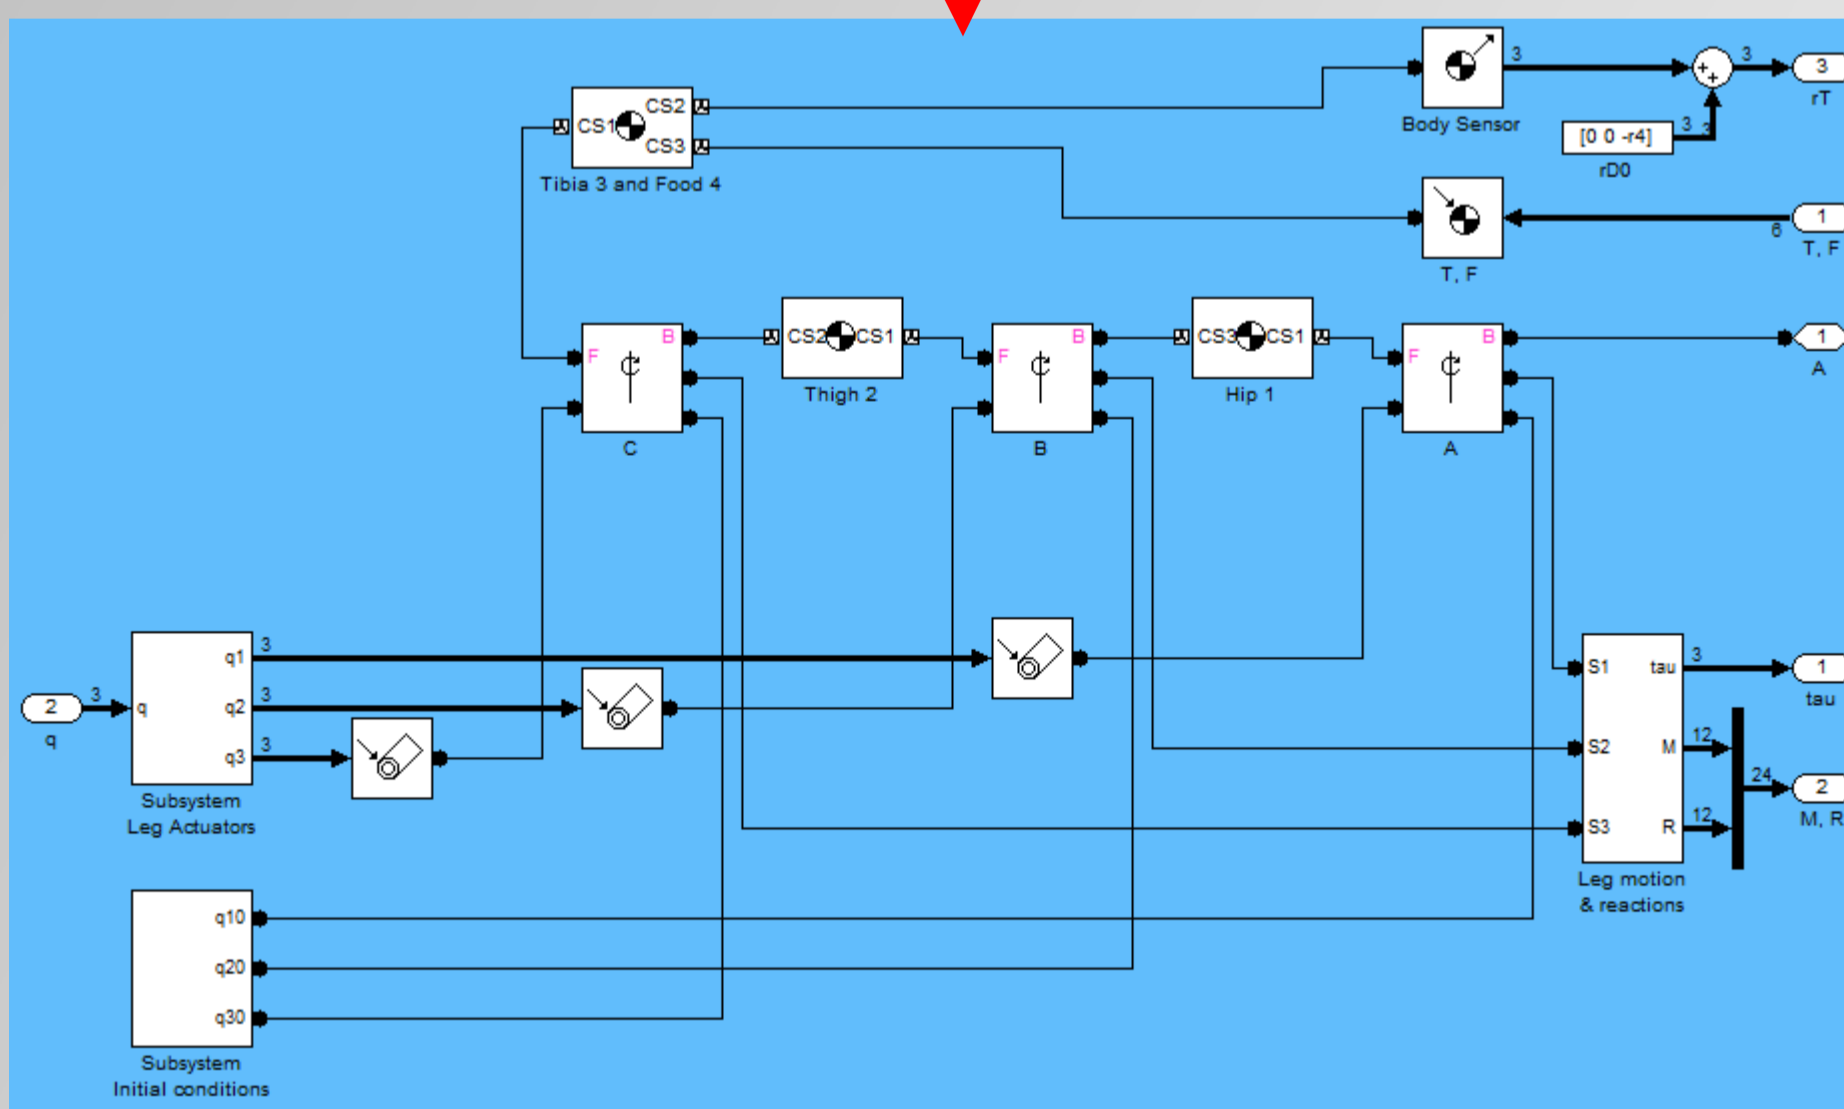 3
3
3
rT
Body Sensor
[0 0 -r4]
3
3
rD0
CS1
CS2
CS3
Tibia 3 and Food 4
1
6
T, F
T, F
F
B
C
CS2
CS1
Thigh 2
F
B
B
CS3
CS1
Hip 1
F
B
A
1
A
2
q
3
q
q1
3
q2
3
q3
3
Subsystem
Leg Actuators
S1
S2
S3
tau
3
M
12
R
12
Leg motion
& reactions
1
tau
24
2
M, R
q10
q20
q30
Subsystem
Initial conditions